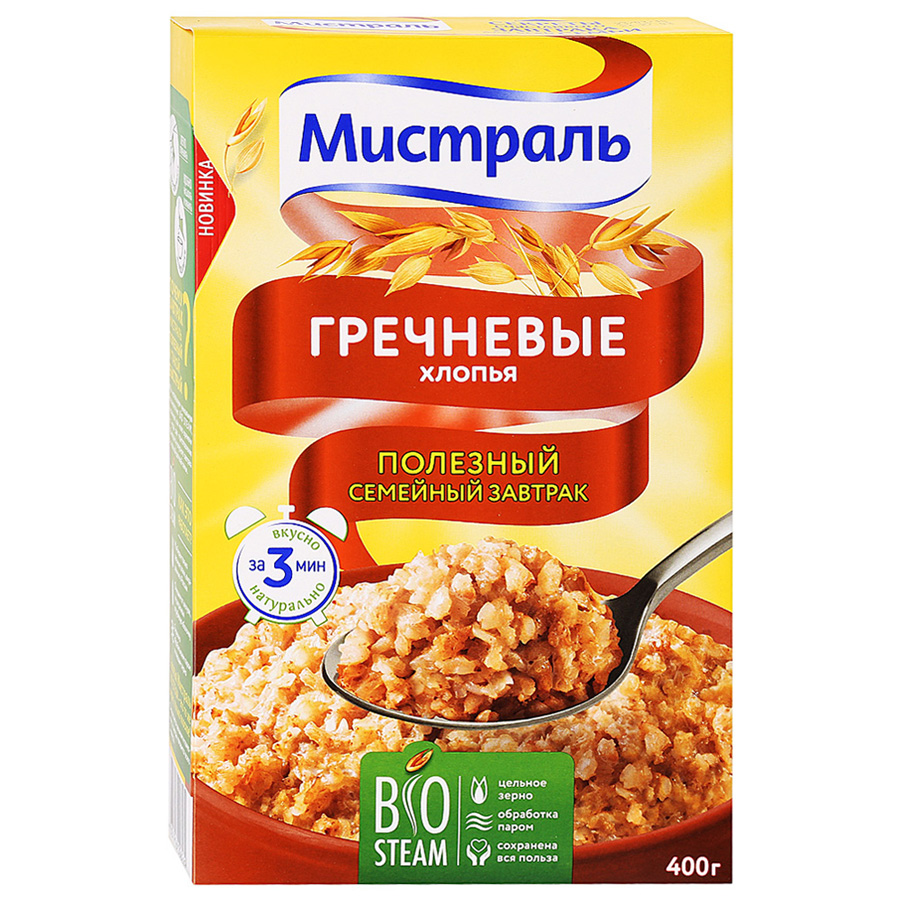 Мистраль
Мистраль
НОВИНКА
ГРЕЧНЕВЫЕ
ХЛОПЬЯ
ПОЛЕЗНЫЙ
СЕМЕЙНЫЙ ЗАВТРАК
вкусно
за 3 мин
натурально
BIO
STEAM
цельное
зерно
обработка
паром
сохранена
вся польза
400г